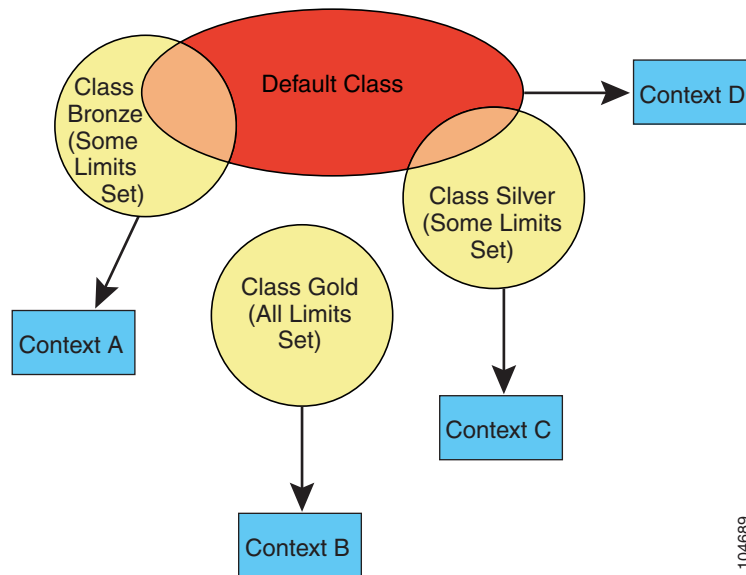 Class
Bronze
(Some
Limits
Set)
Default Class
Context D
Class Silver
(Some Limits
Set)
Class Gold
(All Limits
Set)
Context A
Context C
Context B
104689